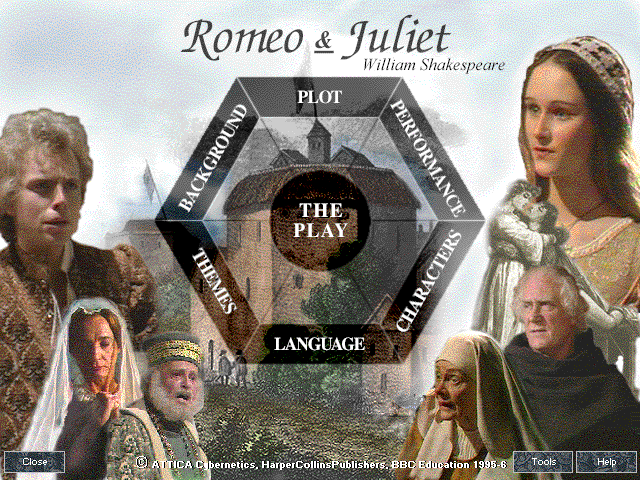 Romeo & Juliet
William Shakespeare
PLOT
BACKGROUND
PERFORMANCE
THE
PLAY
THEMES
CHARACTERS
LANGUAGE
Close
© ATTICA Cybernetics, HarperCollinsPublishers, BBC Education 1995-6
Tools
Help